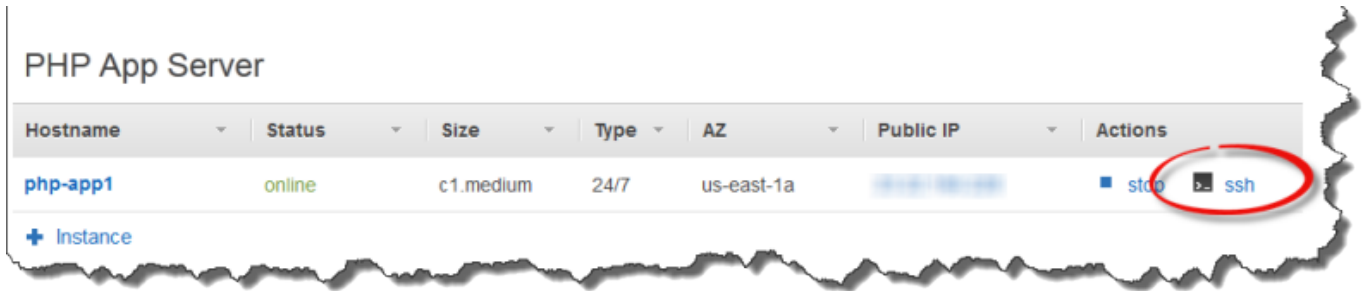 PHP App Server
Hostname Status Size Type AZ Public IP Actions
php-app1 online c1.medium 24/7 us-east-1a stop ssh
Instance